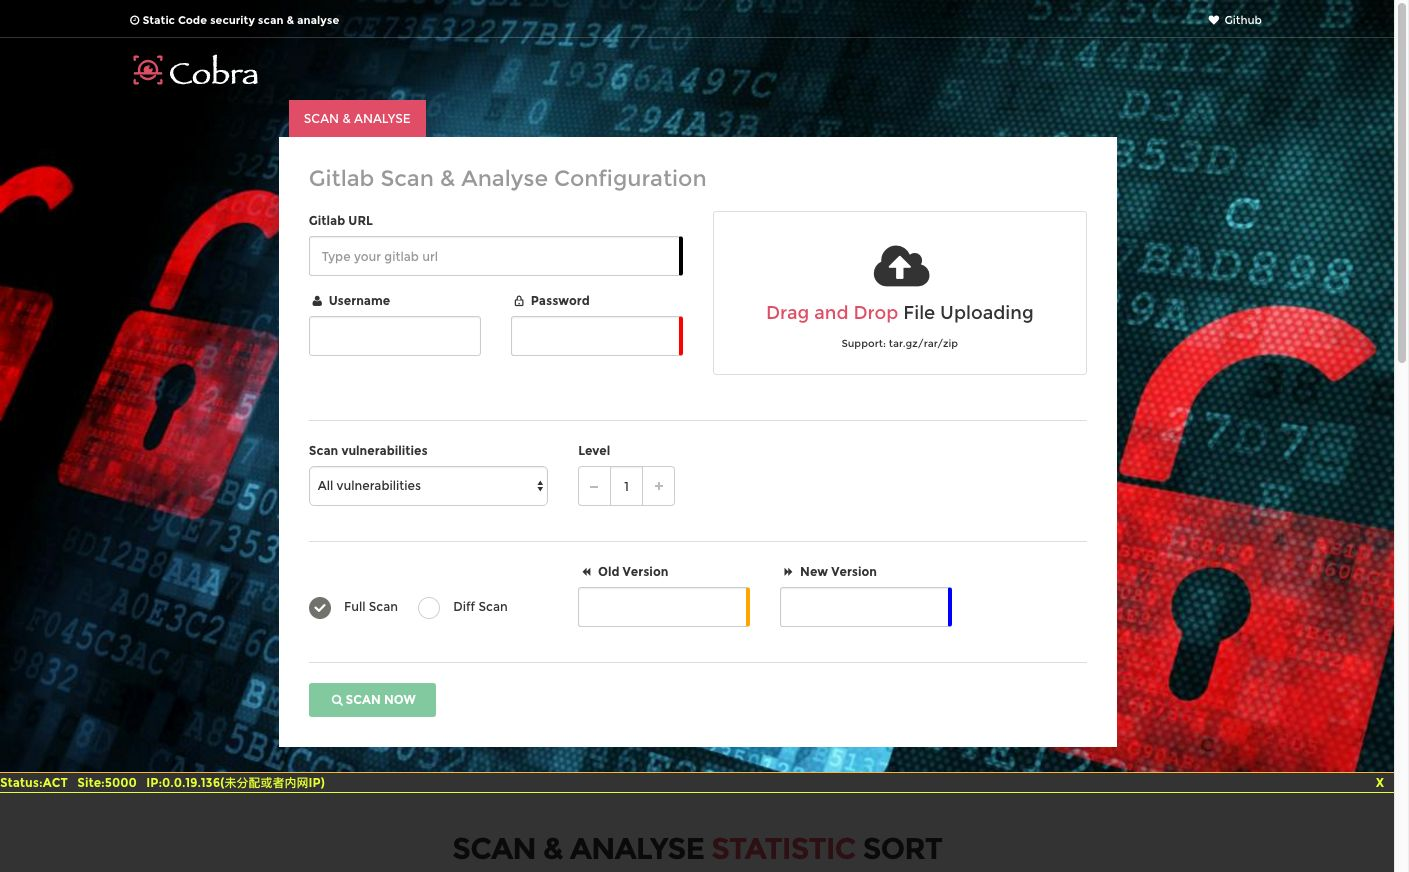 Static Code security scan & analyse
Github
Cobra
SCAN & ANALYSE
Gitlab Scan & Analyse Configuration
Gitlab URL
Type your gitlab url
Username
Password
Drag and Drop File Uploading
Support: tar.gz/rar/zip
Scan vulnerabilities
Level
All vulnerabilities
1
Old Version
New Version
Full Scan
Diff Scan
SCAN NOW
Status:ACT Site:5000 IP:0.0.19.136(未分配或者内网IP)
X
SCAN & ANALYSE STATISTIC SORT